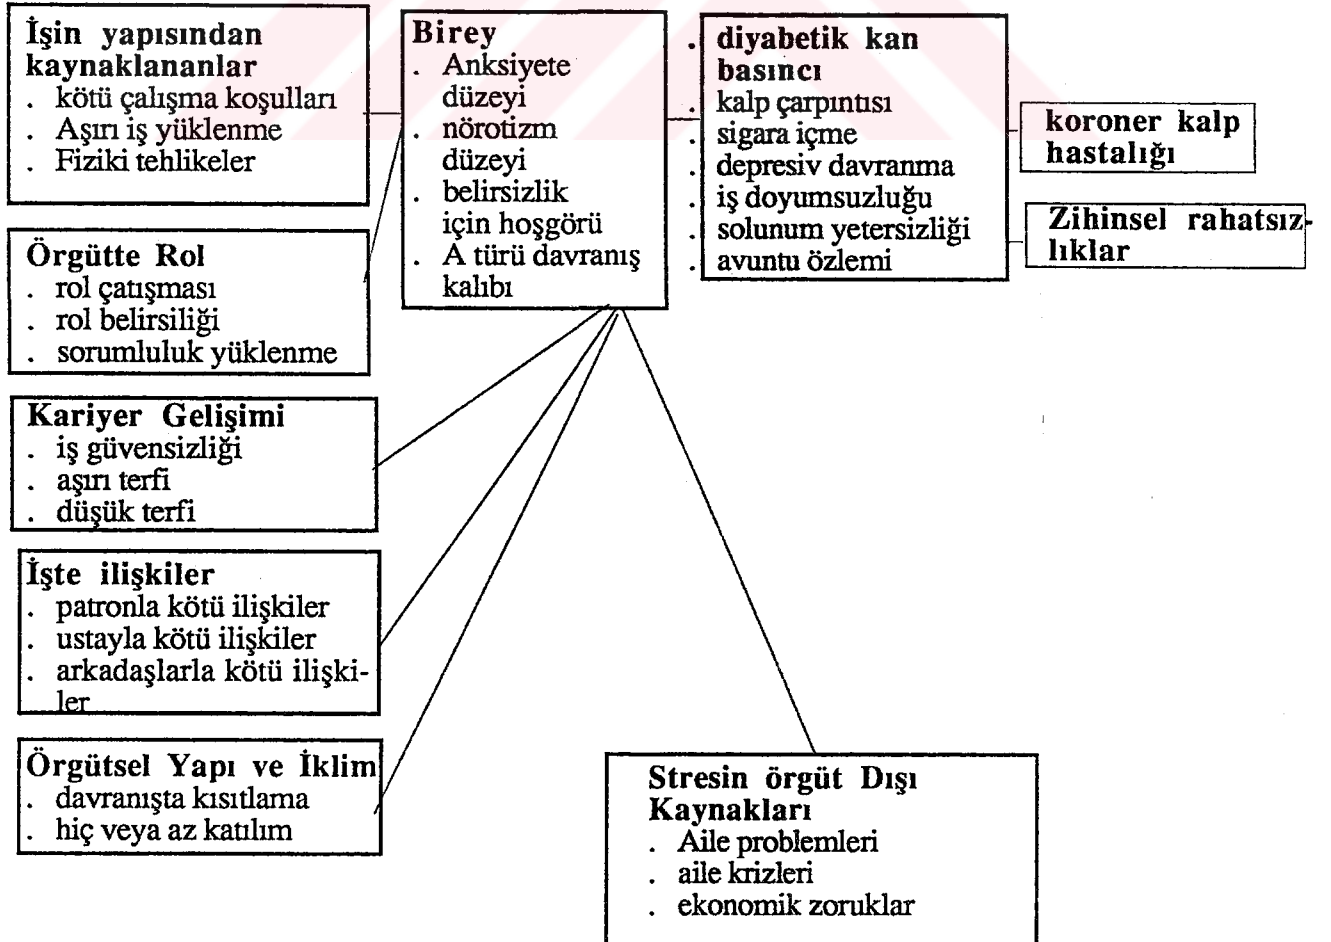 İşin yapısından
kaynaklananlar
. kötü çalışma koşulları
. Aşırı iş yüklenme
. Fiziki tehlikeler
Örgütte Rol
. rol çatışması
. rol belirsiliği
. sorumluluk yüklenme
Kariyer Gelişimi
. iş güvensizliği
. aşırı terfi
. düşük terfi
İşte ilişkiler
. patronla kötü ilişkiler
. ustayla kötü ilişkiler
. arkadaşlarla kötü ilişki-
ler
Örgütsel Yapı ve İklim
. davranışta kısıtlama
. hiç veya az katılım
Birey
. Anksiyete
düzeyi
. nörotizm
düzeyi
. belirsizlik
için hoşgörü
. A türü davranış
kalıbı
. diyabetik kan
basıncı
. kalp çarpıntısı
. sigara içme
. depresiv davranma
. iş doyumsuzluğu
. solunum yetersizliği
. avuntu özlemi
koroner kalp
hastalığı
Zihinsel rahatsız-
lıklar
Stresin örgüt Dışı
Kaynakları
. Aile problemleri
. aile krizleri
. ekonomik zoruklar